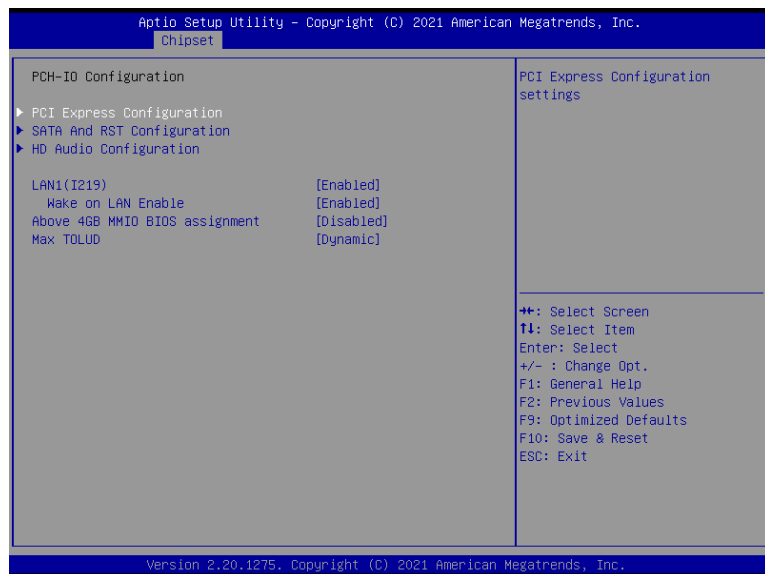 Aptio Setup Utility – Copyright (C) 2021 American Megatrends, Inc.
Chipset
PCH-IO Configuration
PCI Express Configuration
SATA And RST Configuration
HD Audio Configuration
LAN1(I219) [Enabled]
Wake on LAN Enable [Enabled]
Above 4GB MMIO BIOS assignment [Disabled]
Max TOLUD [Dynamic]
PCI Express Configuration
settings
→←: Select Screen
↑↓: Select Item
Enter: Select
+/- : Change Opt.
F1: General Help
F2: Previous Values
F9: Optimized Defaults
F10: Save & Reset
ESC: Exit
Version 2.20.1275. Copyright (C) 2021 American Megatrends, Inc.